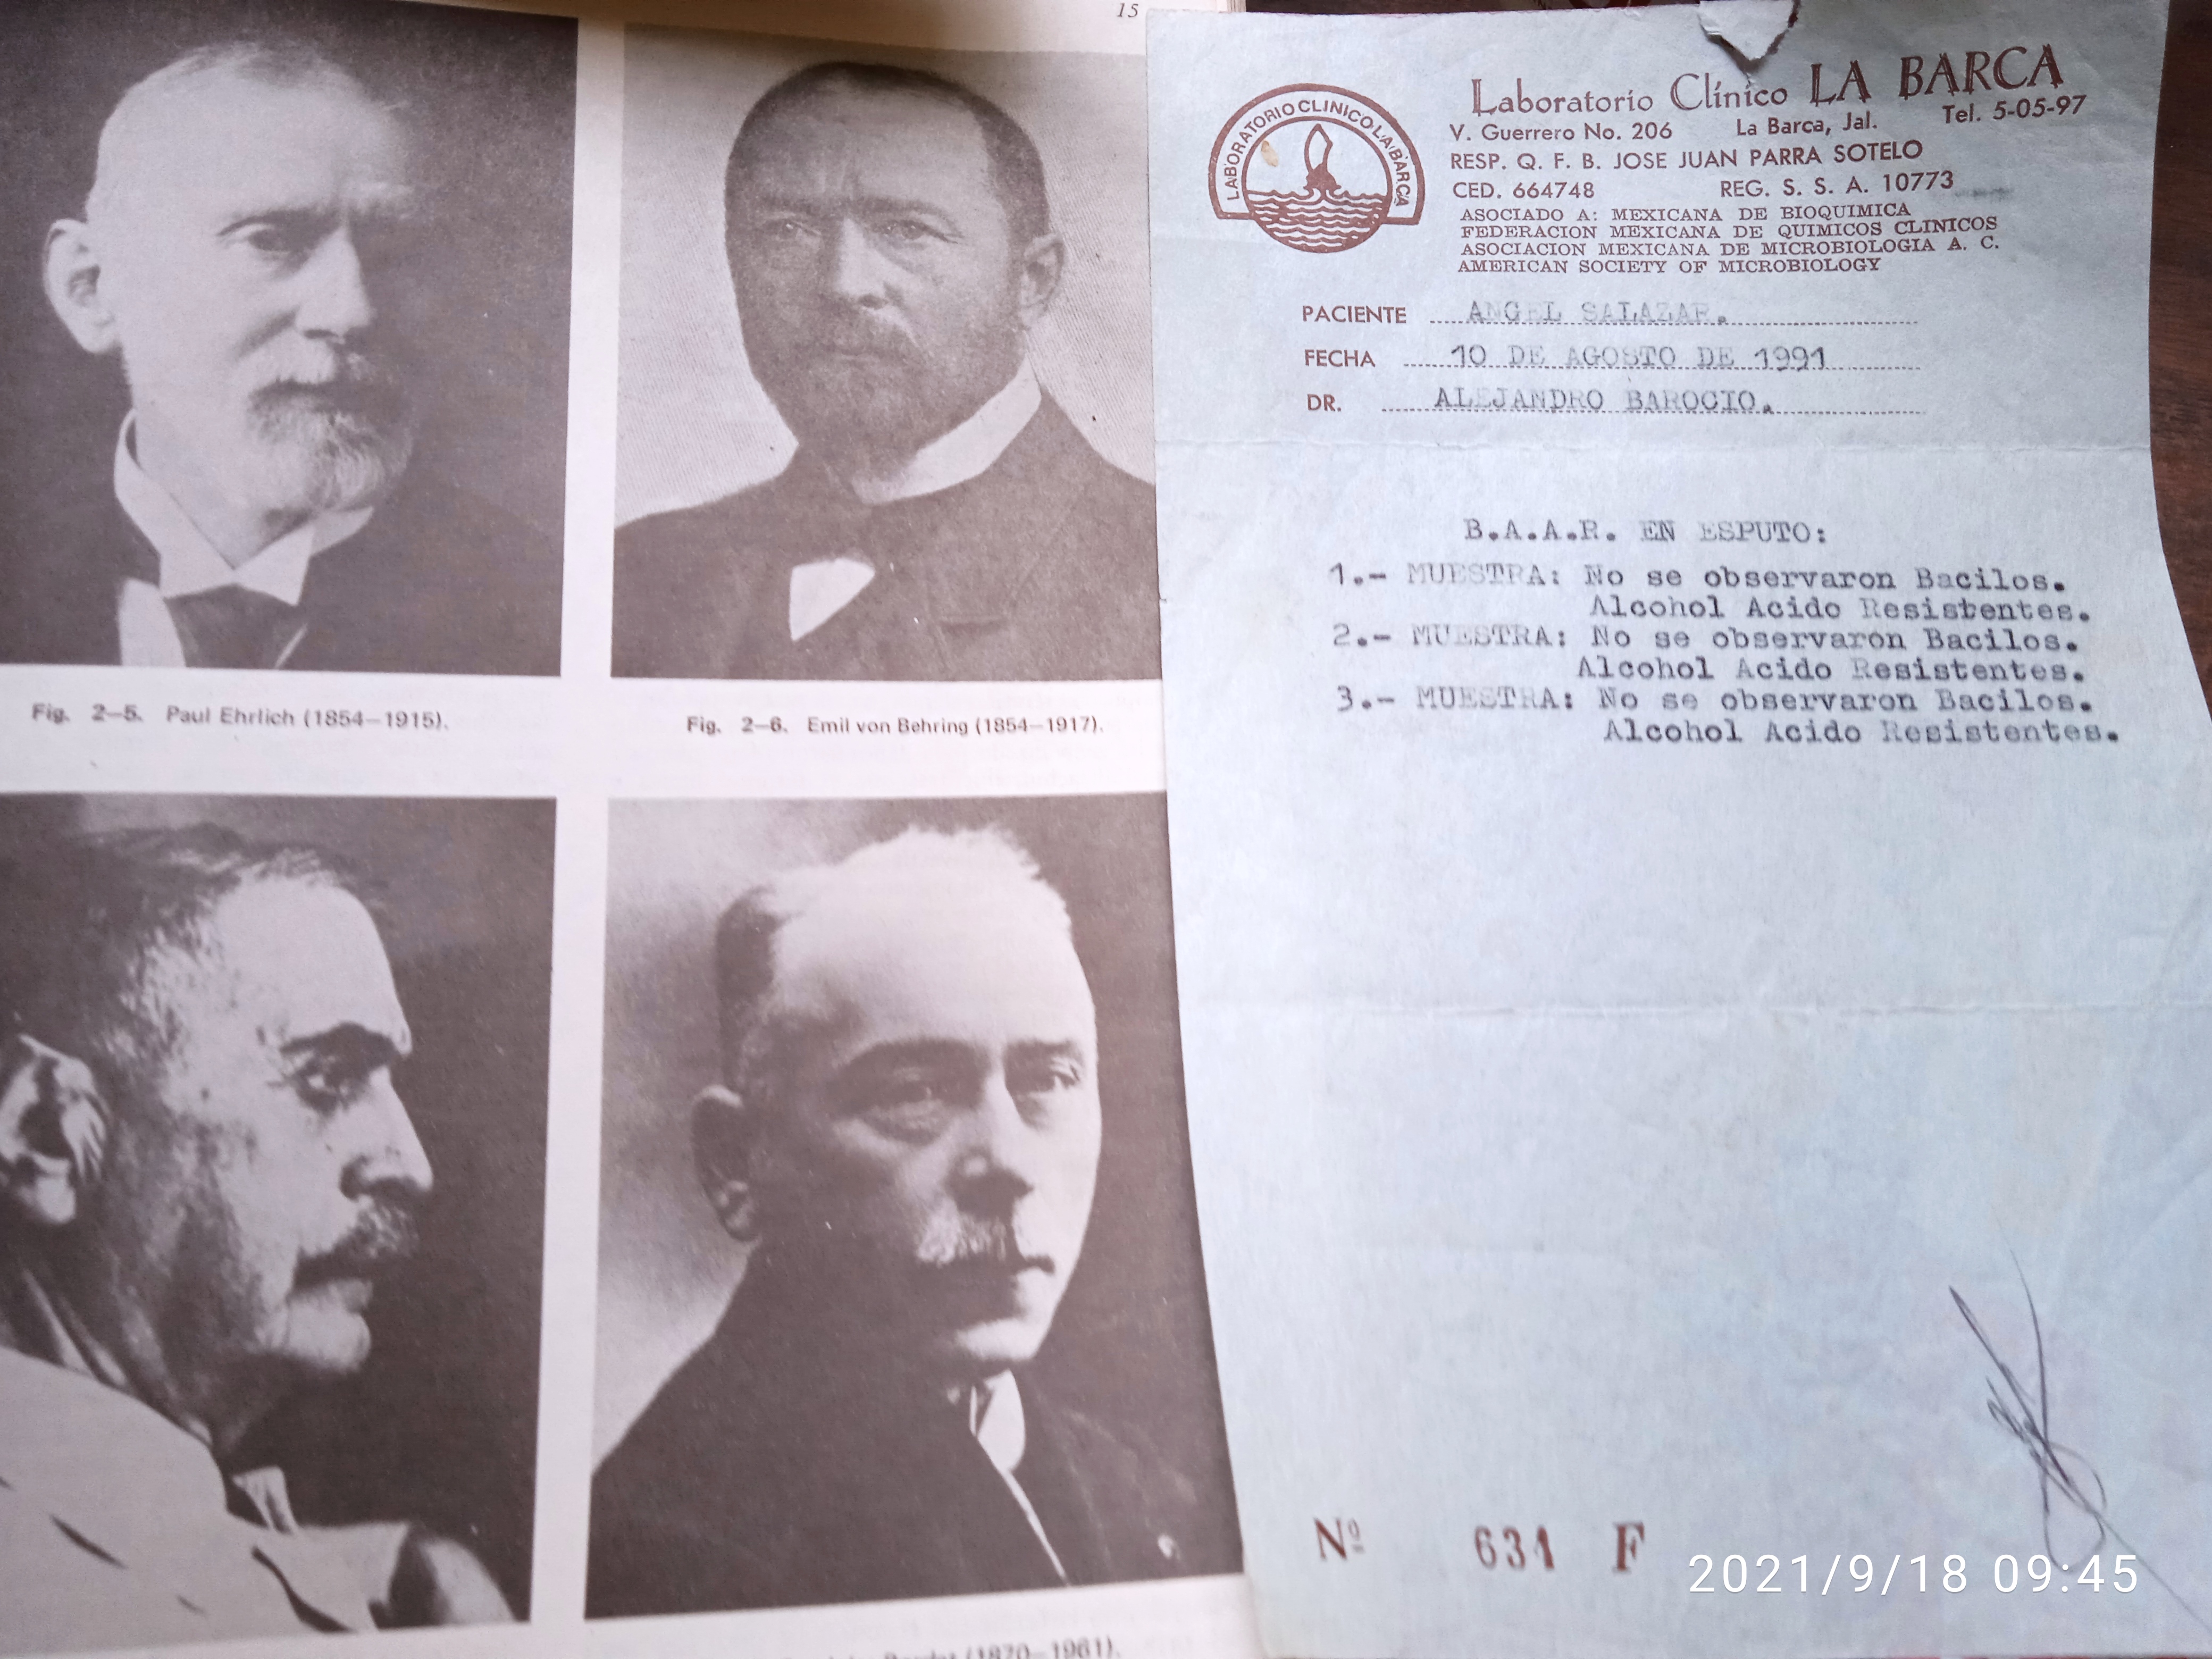 15
Fig. 2–5. Paul Ehrlich (1854–1915).
Fig. 2–6. Emil von Behring (1854–1917).
Bordet (1870–1961).
LABORATORIO CLINICO LA BARCA
Laboratorio Clínico LA BARCA
V. Guerrero No. 206 La Barca, Jal. Tel. 5-05-97
RESP. Q. F. B. JOSE JUAN PARRA SOTELO
CED. 664748 REG. S. S. A. 10773
ASOCIADO A: MEXICANA DE BIOQUIMICA
FEDERACION MEXICANA DE QUIMICOS CLINICOS
ASOCIACION MEXICANA DE MICROBIOLOGIA A. C.
AMERICAN SOCIETY OF MICROBIOLOGY
PACIENTE ANGEL SALAZAR.
FECHA 10 DE AGOSTO DE 1991
DR. ALEJANDRO BAROCIO.
B.A.A.R. EN ESPUTO:
1.- MUESTRA: No se observaron Bacilos.
Alcohol Acido Resistentes.
2.- MUESTRA: No se observaron Bacilos.
Alcohol Acido Resistentes.
3.- MUESTRA: No se observaron Bacilos.
Alcohol Acido Resistentes.
Nº 631 F
2021/9/18 09:45